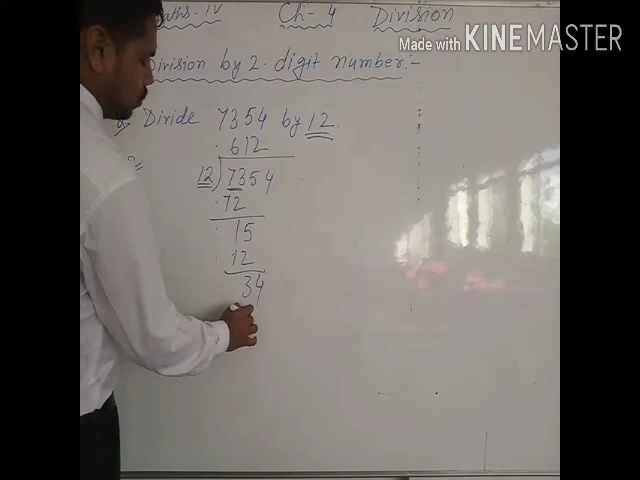 Maths-IV Ch-4 Division
Made with KINEMASTER
Division by 2-digit number:-
Divide 7354 by 12.
612
12)7354
72
15
12
34